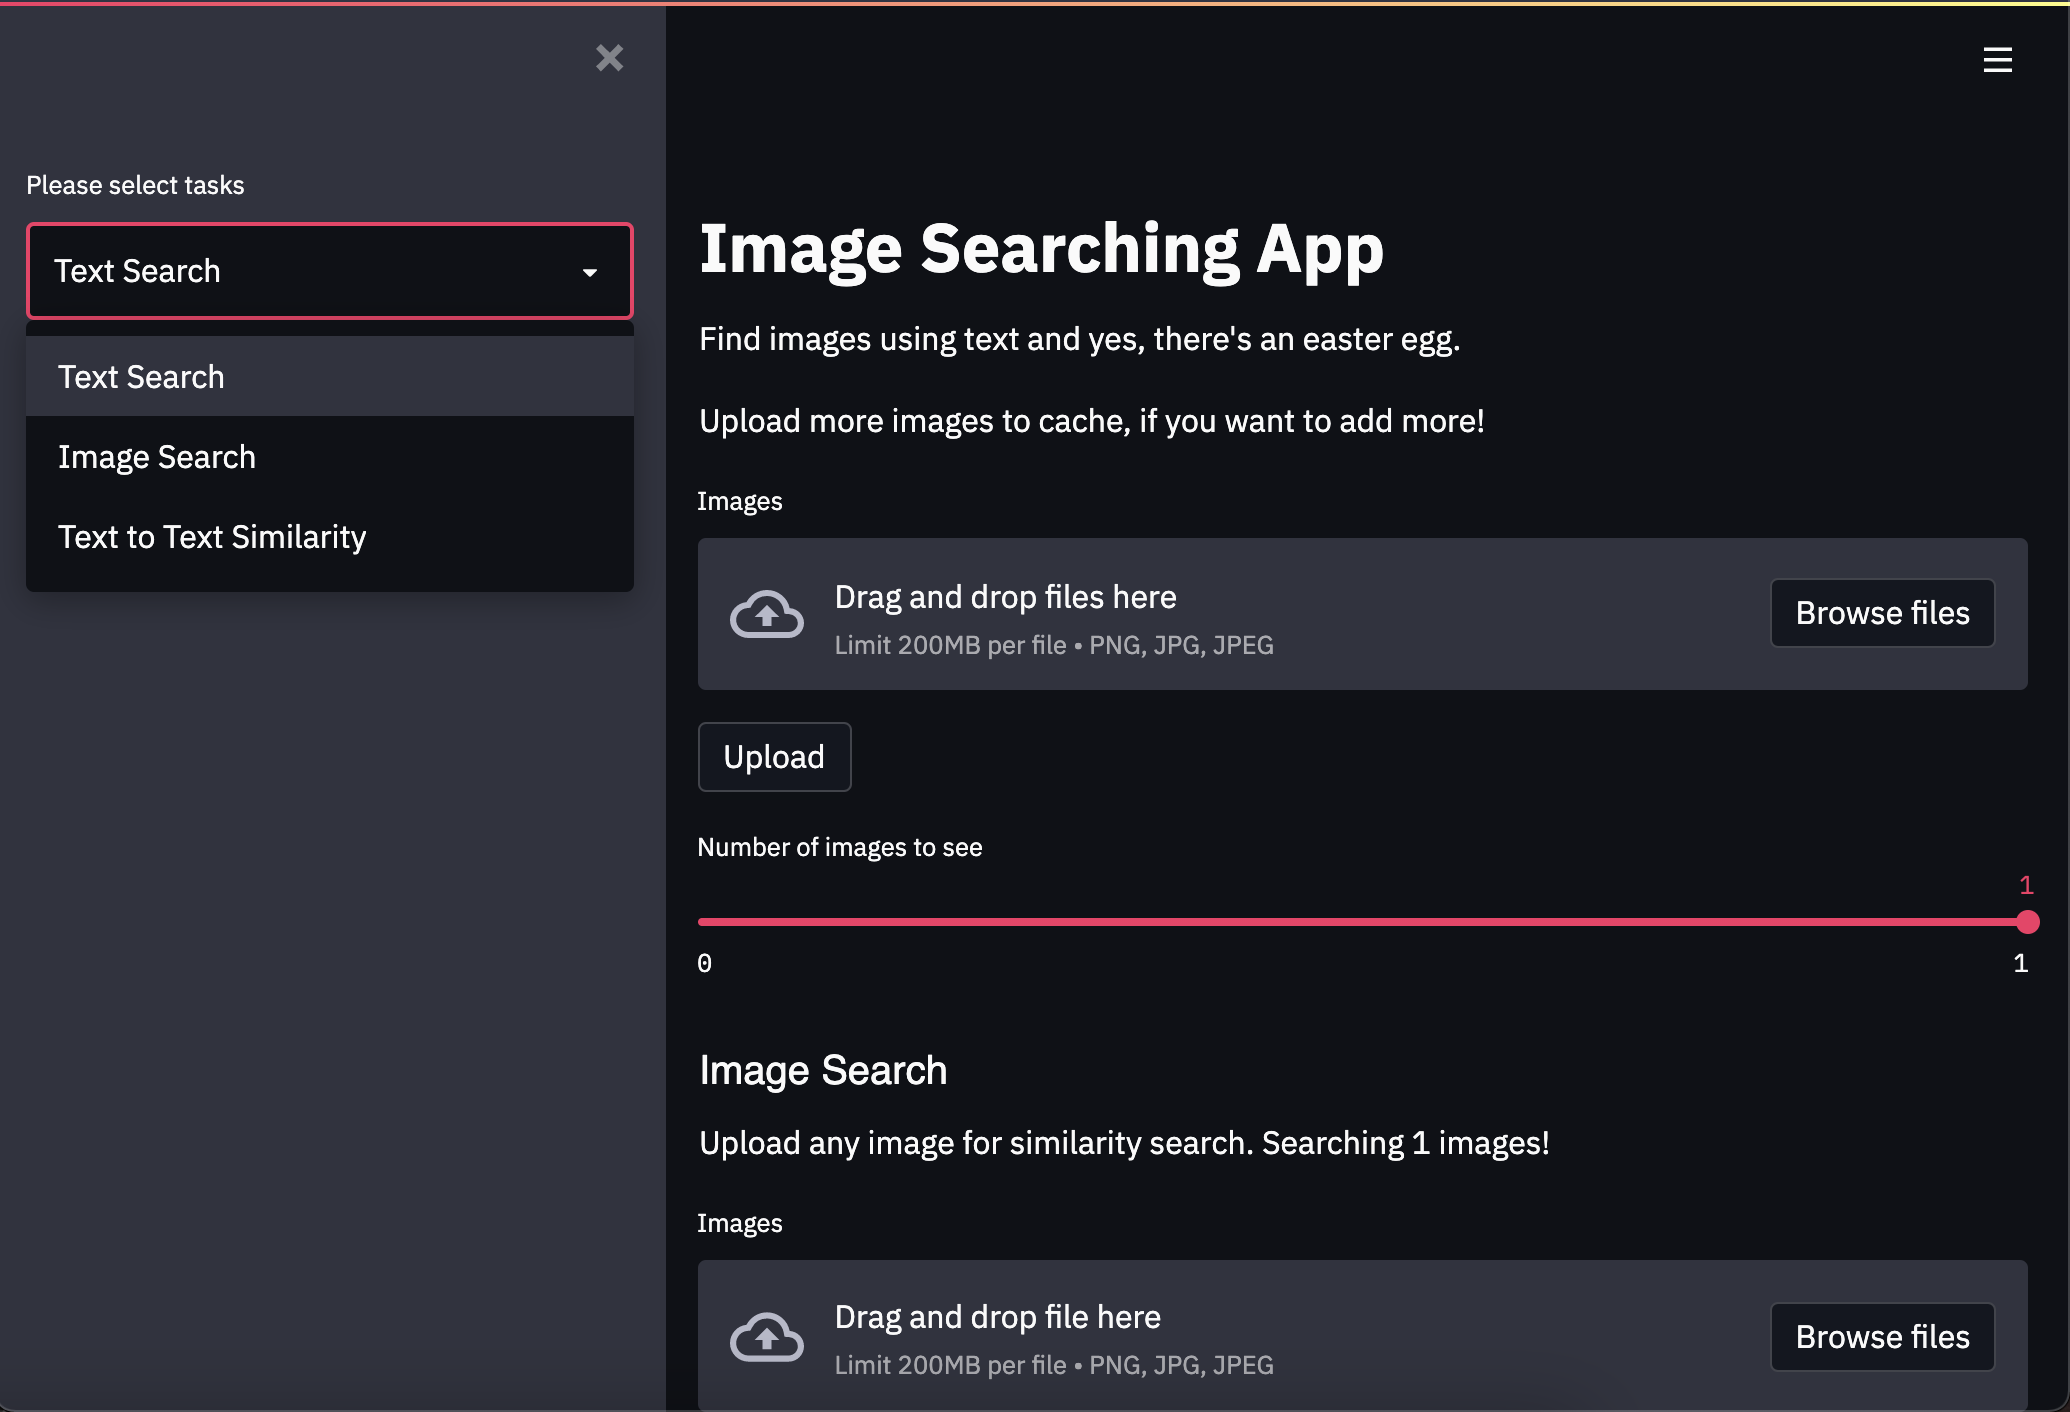 Please select tasks
Text Search
Text Search
Image Search
Text to Text Similarity
Image Searching App
Find images using text and yes, there's an easter egg.
Upload more images to cache, if you want to add more!
Images
Drag and drop files here
Limit 200MB per file • PNG, JPG, JPEG
Browse files
Upload
Number of images to see
1
0
1
Image Search
Upload any image for similarity search. Searching 1 images!
Images
Drag and drop file here
Limit 200MB per file • PNG, JPG, JPEG
Browse files